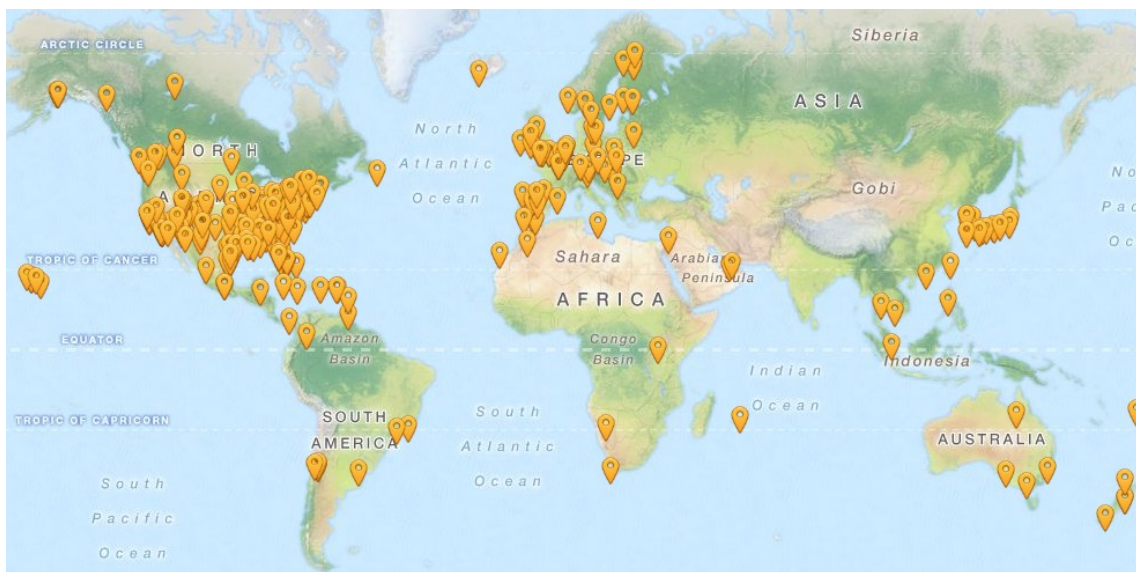 ARCTIC CIRCLE
Siberia
ASIA
North
Atlantic
Ocean
NORTH
Gobi
TROPIC OF CANCER
Sahara
Arabian
Peninsula
AFRICA
EQUATOR
Amazon
Basin
Congo
Basin
Indonesia
Indian
Ocean
TROPIC OF CAPRICORN
SOUTH
AMERICA
South
Atlantic
Ocean
AUSTRALIA
South
Pacific
Ocean